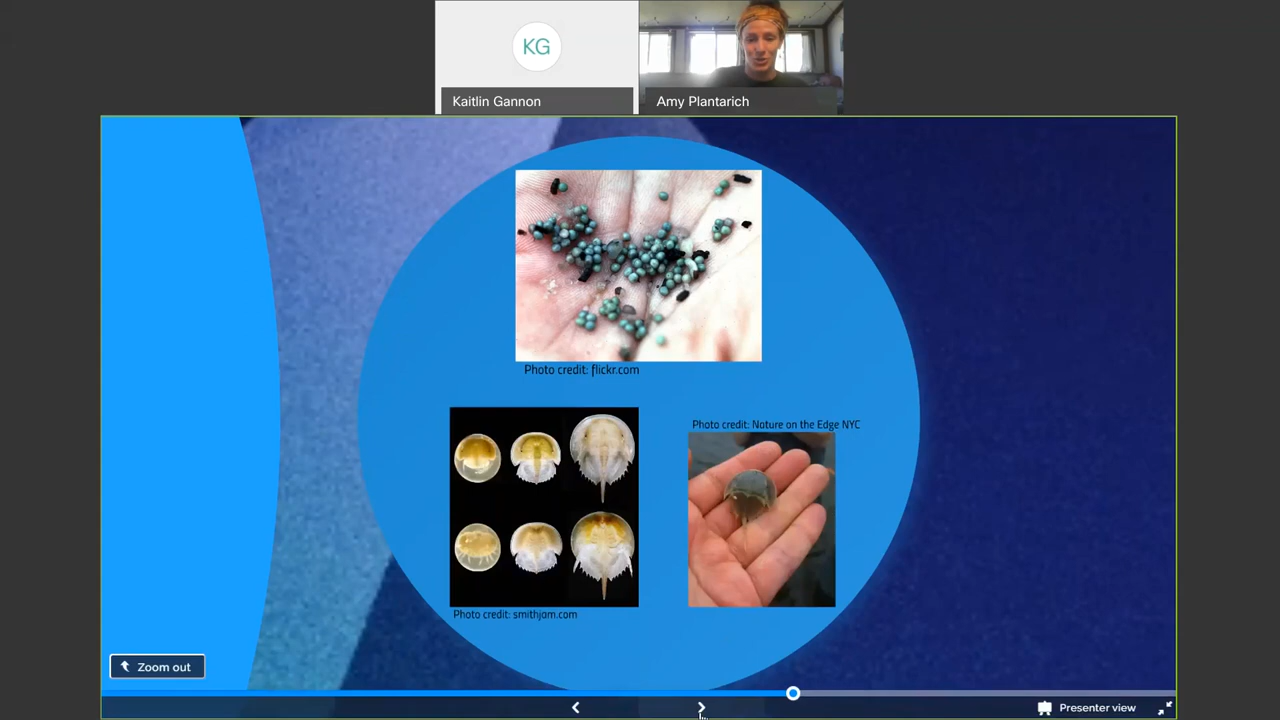 KG
Kaitlin Gannon
Amy Plantarich
Photo credit: flickr.com
Photo credit: Nature on the Edge NYC
Photo credit: smithjam.com
Zoom out
Presenter view